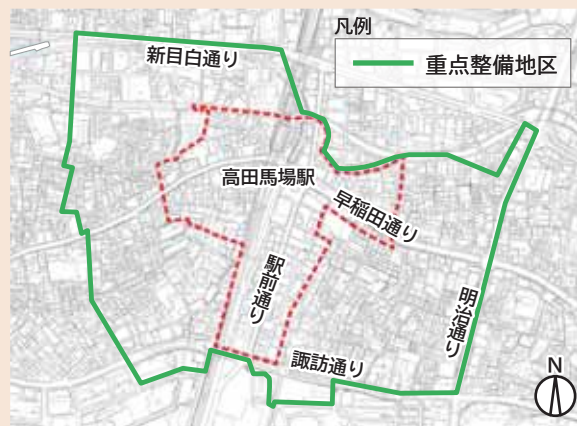 凡例
重点整備地区
新目白通り
高田馬場駅
早稲田通り
駅前通り
明治通り
諏訪通り
N